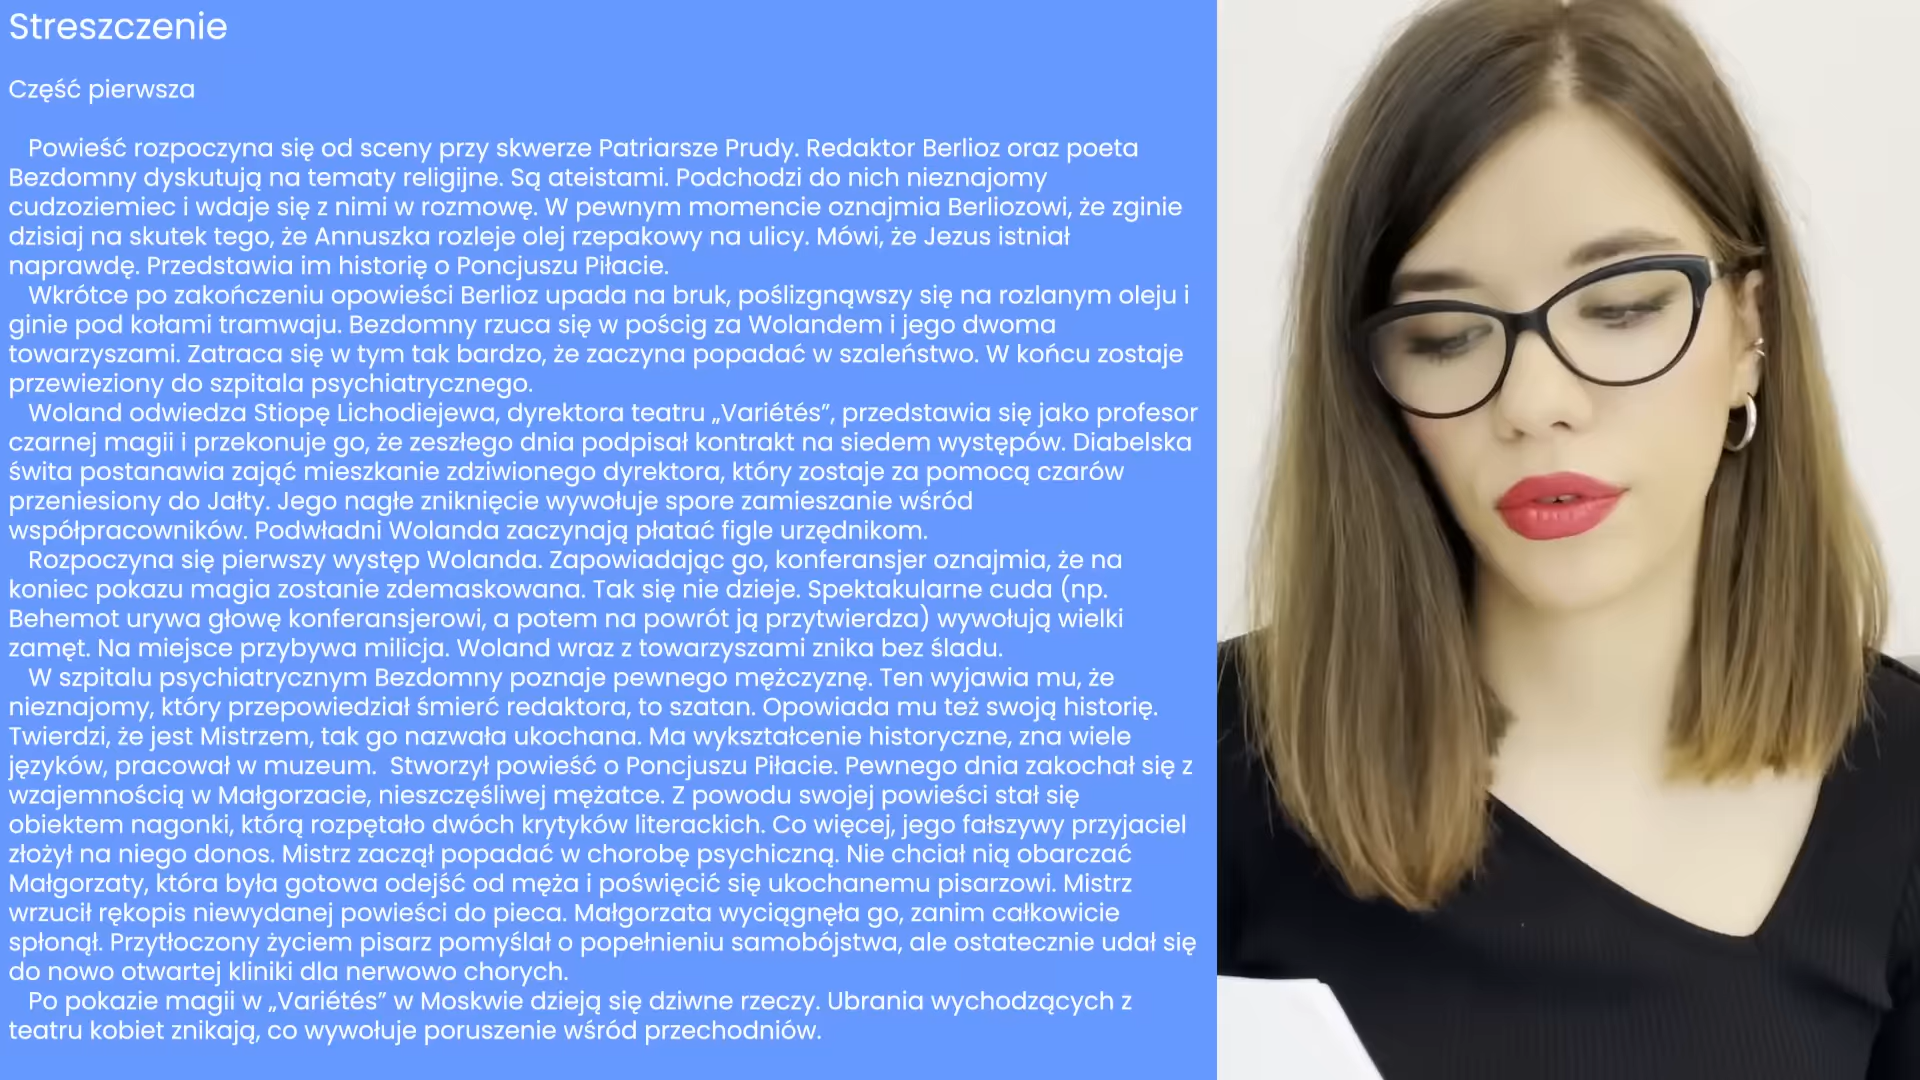 Streszczenie
Część pierwsza
Powieść rozpoczyna się od sceny przy skwerze Patriarsze Prudy. Redaktor Berlioz oraz poeta
Bezdomny dyskutują na tematy religijne. Są ateistami. Podchodzi do nich nieznajomy
cudzoziemiec i wdaje się z nimi w rozmowę. W pewnym momencie oznajmia Berliozowi, że zginie
dzisiaj na skutek tego, że Annuszka rozleje olej rzepakowy na ulicy. Mówi, że Jezus istniał
naprawdę. Przedstawia im historię o Poncjuszu Piłacie.
Wkrótce po zakończeniu opowieści Berlioz upada na bruk, poślizgnąwszy się na rozlanym oleju i
ginie pod kołami tramwaju. Bezdomny rzuca się w pościg za Wolandem i jego dwoma
towarzyszami. Zatraca się w tym tak bardzo, że zaczyna popadać w szaleństwo. W końcu zostaje
przewieziony do szpitala psychiatrycznego.
Woland odwiedza Stiopę Lichodiejewa, dyrektora teatru „Variétés”, przedstawia się jako profesor
czarnej magii i przekonuje go, że zeszłego dnia podpisał kontrakt na siedem występów. Diabelska
świta postanawia zająć mieszkanie zdziwionego dyrektora, który zostaje za pomocą czarów
przeniesiony do Jałty. Jego nagłe zniknięcie wywołuje spore zamieszanie wśród
współpracowników. Podwładni Wolanda zaczynają płatać figle urzędnikom.
Rozpoczyna się pierwszy występ Wolanda. Zapowiadając go, konferansjer oznajmia, że na
koniec pokazu magia zostanie zdemaskowana. Tak się nie dzieje. Spektakularne cuda (np.
Behemot urywa głowę konferansjerowi, a potem na powrót ją przytwierdza) wywołują wielki
zamęt. Na miejsce przybywa milicja. Woland wraz z towarzyszami znika bez śladu.
W szpitalu psychiatrycznym Bezdomny poznaje pewnego mężczyznę. Ten wyjawia mu, że
nieznajomy, który przepowiedział śmierć redaktora, to szatan. Opowiada mu też swoją historię.
Twierdzi, że jest Mistrzem, tak go nazwała ukochana. Ma wykształcenie historyczne, zna wiele
języków, pracował w muzeum.  Stworzył powieść o Poncjuszu Piłacie. Pewnego dnia zakochał się z
wzajemnością w Małgorzacie, nieszczęśliwej mężatce. Z powodu swojej powieści stał się
obiektem nagonki, którą rozpętało dwóch krytyków literackich. Co więcej, jego fałszywy przyjaciel
złożył na niego donos. Mistrz zaczął popadać w chorobę psychiczną. Nie chciał nią obarczać
Małgorzaty, która była gotowa odejść od męża i poświęcić się ukochanemu pisarzowi. Mistrz
wrzucił rękopis niewydanej powieści do pieca. Małgorzata wyciągnęła go, zanim całkowicie
spłonął. Przytłoczony życiem pisarz pomyślał o popełnieniu samobójstwa, ale ostatecznie udał się
do nowo otwartej kliniki dla nerwowo chorych.
Po pokazie magii w „Variétés” w Moskwie dzieją się dziwne rzeczy. Ubrania wychodzących z
teatru kobiet znikają, co wywołuje poruszenie wśród przechodniów.